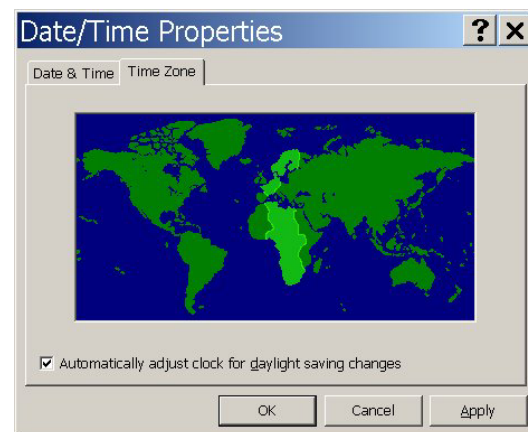 Date/Time Properties
Date & Time Time Zone
Automatically adjust clock for daylight saving changes
OK Cancel Apply